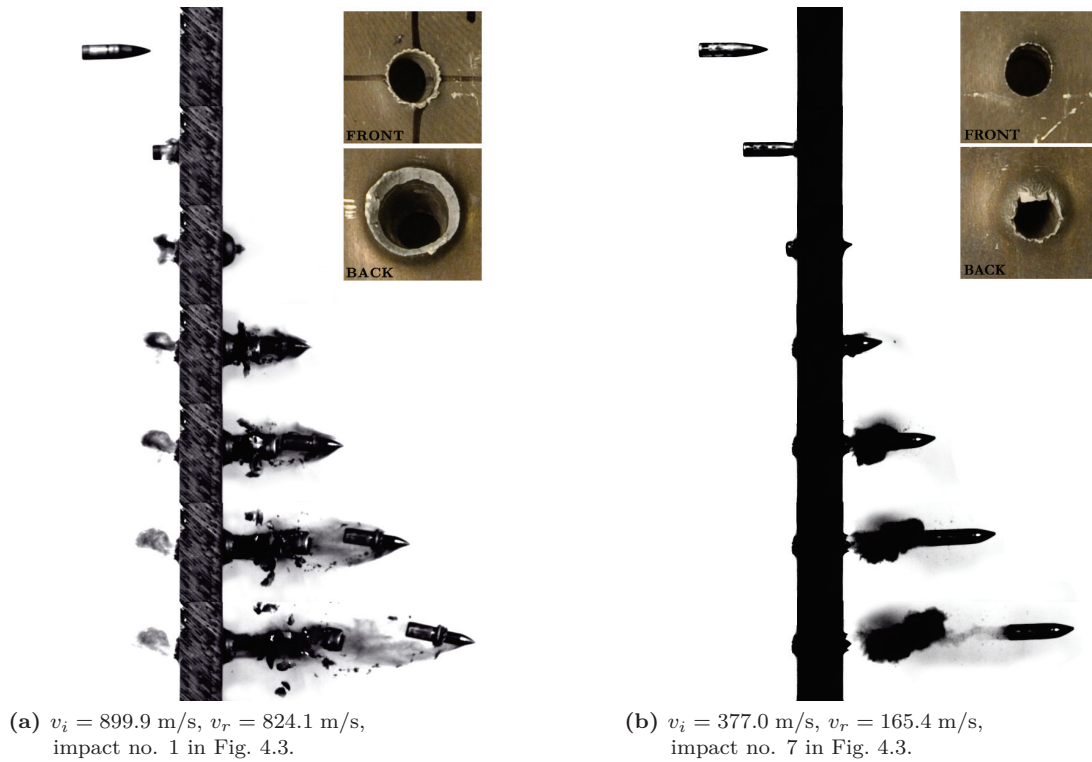 FRONT
BACK
FRONT
BACK
(a) v_i = 899.9 m/s, v_r = 824.1 m/s,
impact no. 1 in Fig. 4.3.
(b) v_i = 377.0 m/s, v_r = 165.4 m/s,
impact no. 7 in Fig. 4.3.